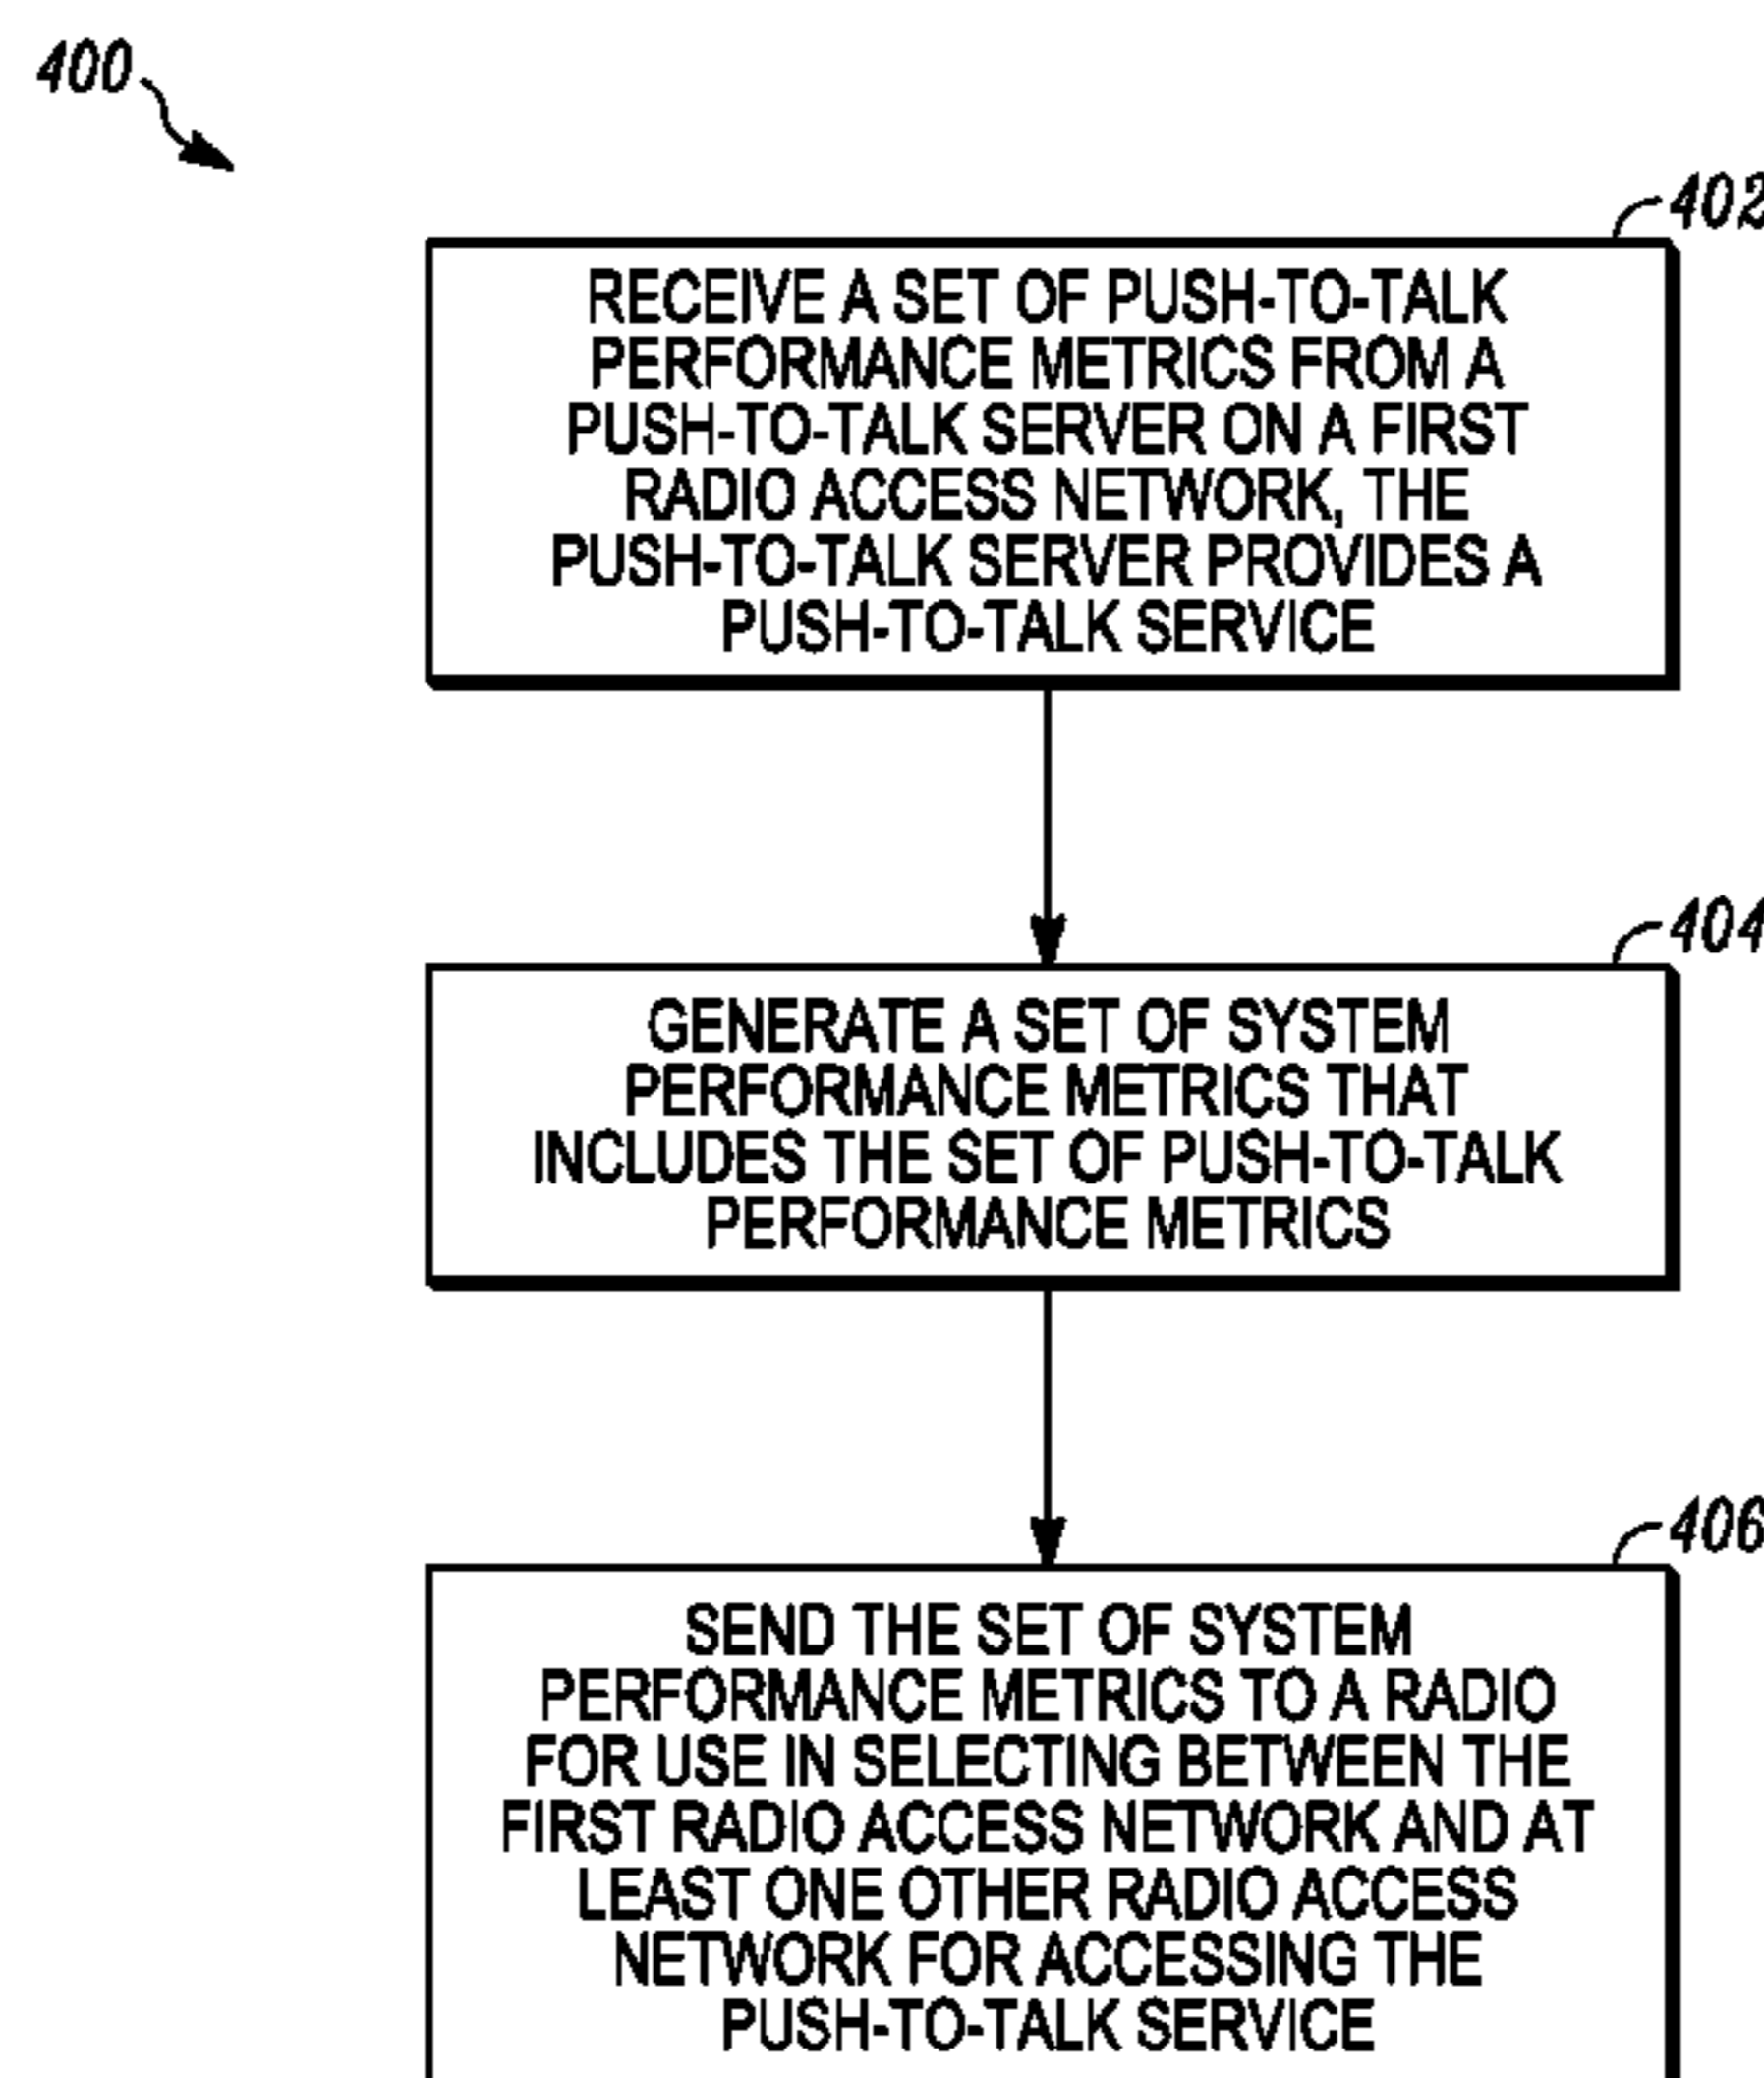 400
402
RECEIVE A SET OF PUSH-TO-TALK
PERFORMANCE METRICS FROM A
PUSH-TO-TALK SERVER ON A FIRST
RADIO ACCESS NETWORK, THE
PUSH-TO-TALK SERVER PROVIDES A
PUSH-TO-TALK SERVICE
404
GENERATE A SET OF SYSTEM
PERFORMANCE METRICS THAT
INCLUDES THE SET OF PUSH-TO-TALK
PERFORMANCE METRICS
406
SEND THE SET OF SYSTEM
PERFORMANCE METRICS TO A RADIO
FOR USE IN SELECTING BETWEEN THE
FIRST RADIO ACCESS NETWORK AND AT
LEAST ONE OTHER RADIO ACCESS
NETWORK FOR ACCESSING THE
PUSH-TO-TALK SERVICE